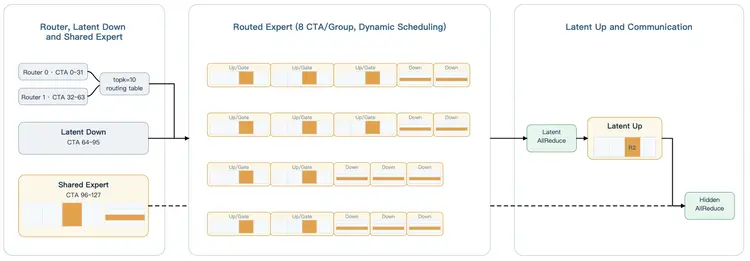 Router, Latent Down
and Shared Expert
Router 0 · CTA 0–31
Router 1 · CTA 32–63
topk=10
routing table
Latent Down
CTA 64–95
Shared Expert
CTA 96–127
Routed Expert (8 CTA/Group, Dynamic Scheduling)
Up/Gate Up/Gate Up/Gate Down Down
Up/Gate Up/Gate Up/Gate Down Down
Up/Gate Up/Gate Down Down Down
Up/Gate Up/Gate Down Down Down
Latent Up and Communication
Latent
AllReduce
Latent Up
R2
Hidden
AllReduce